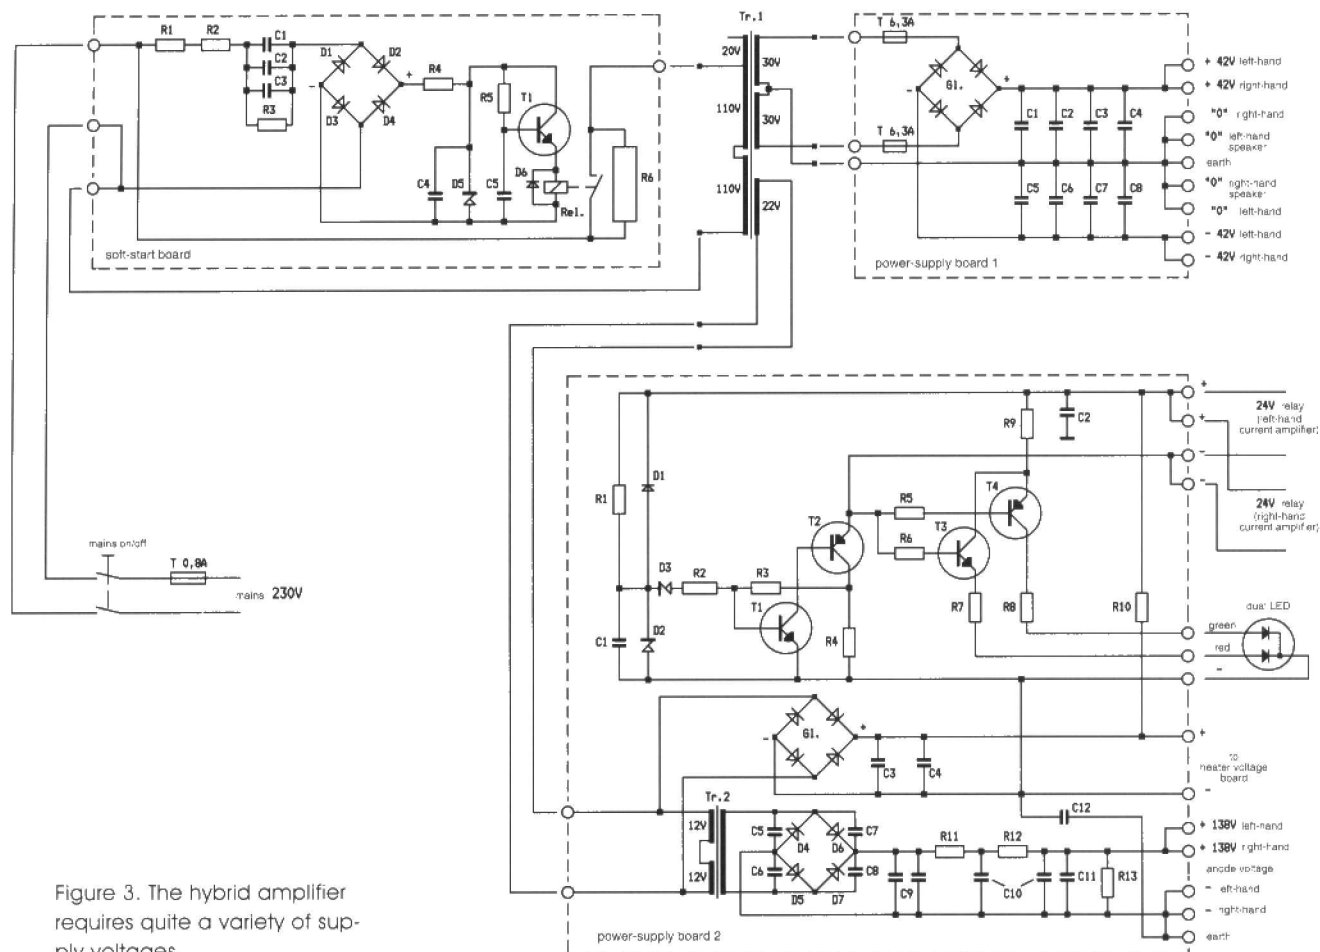 R1
R2
C1
C2
C3
R3
D1
D2
D3
D4
-
+
R4
R5
T1
C4
D5
C5
D6
Rel.
R6
soft-start board
Tr.1
20V
110V
110V
30V
30V
22V
T 6,3A
T 6,3A
G1.
-
+
C1
C2
C3
C4
C5
C6
C7
C8
power-supply board 1
+ 42V left-hand
+ 42V right-hand
"0" right-hand
"0" left-hand
speaker
earth
"0" right-hand
speaker
"0" left-hand
- 42V left-hand
- 42V right-hand
mains on/off
T 0,8A
mains 230V
R1
D1
R9
C2
T4
R5
T2
T3
R6
D3
R2
R3
T1
R4
R7
R8
R10
C1
D2
+
24V relay
(left-hand
current amplifier)
+
-
-
24V relay
(right-hand
current amplifier)
dual LED
green
red
-
G1.
-
+
C3
C4
+
to
heater voltage
board
-
Tr.2
12V
12V
C5
C6
D4
D6
D5
D7
C7
C8
C9
R11
R12
C10
C11
R13
C12
+ 138V left-hand
+ 138V right-hand
anode voltage
- left-hand
- right-hand
earth
power-supply board 2
Figure 3. The hybrid amplifier
requires quite a variety of sup-
ply voltages